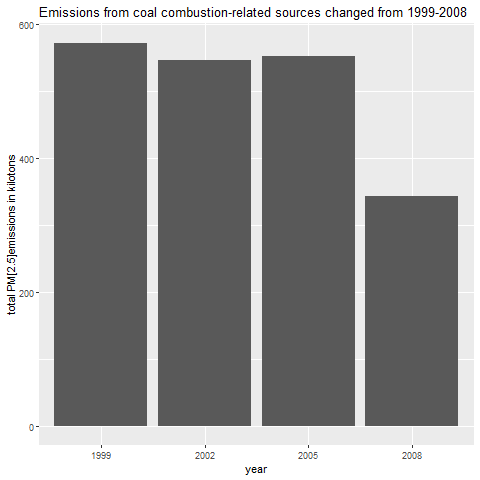 Emissions from coal combustion-related sources changed from 1999-2008
total PM[2.5]emissions in kilotons
600
400
200
0
1999 2002 2005 2008
year